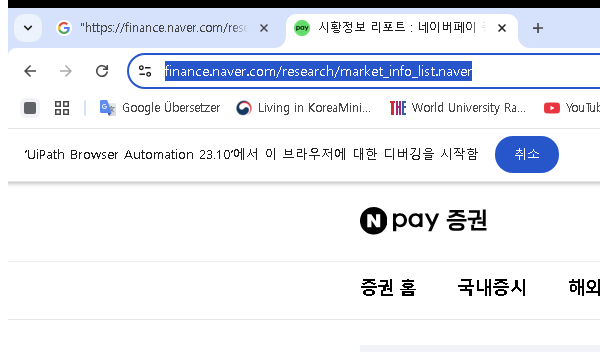 "https://finance.naver.com/rese
pay 시황정보 리포트 : 네이버페이
finance.naver.com/research/market_info_list.naver
Google Übersetzer Living in KoreaMini... THE World University Ra... YouTu
'UiPath Browser Automation 23.10'에서 이 브라우저에 대한 디버깅을 시작함 취소
N pay 증권
증권 홈 국내증시 해외